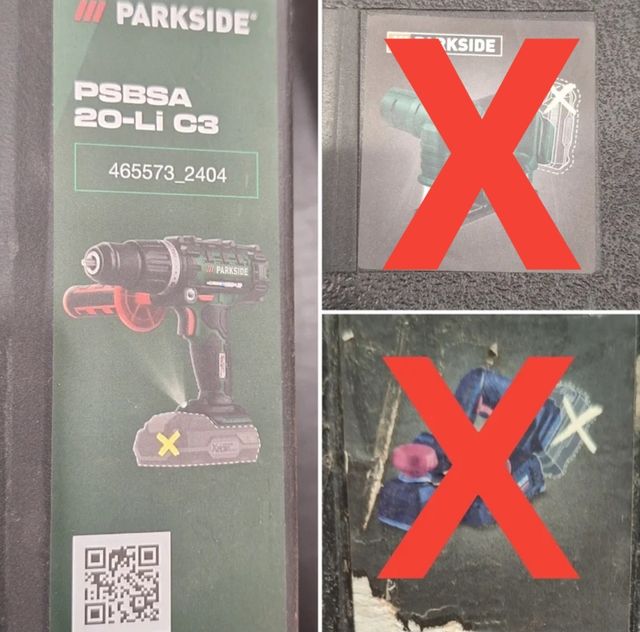 PARKSIDE®
PSBSA
20-Li C3
465573_2404
PARKSIDE
PARKSIDE